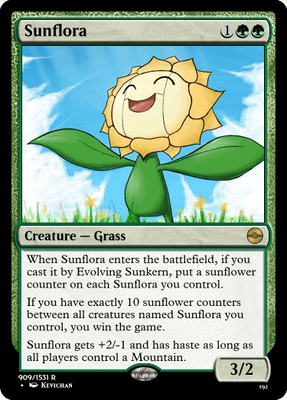 Sunflora 1
Creature — Grass
When Sunflora enters the battlefield, if you
cast it by Evolving Sunkern, put a sunflower
counter on each Sunflora you control.
If you have exactly 10 sunflower counters
between all creatures named Sunflora you
control, you win the game.
Sunflora gets +2/-1 and has haste as long as
all players control a Mountain.
3/2
909/1531 R
• Kevichan
192